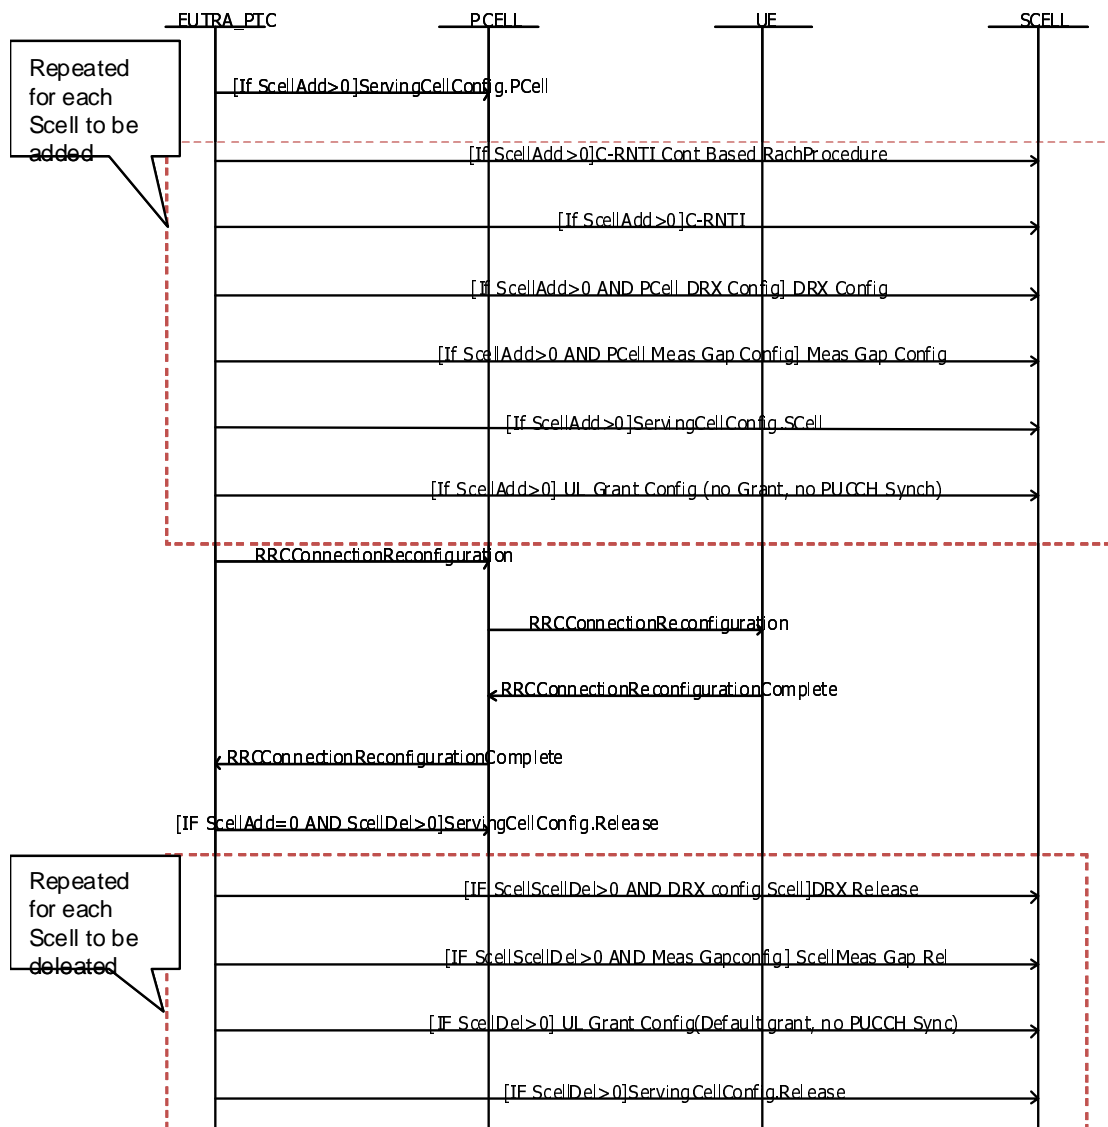 EUTRA_PTC PCELL UE SCELL
Repeated
for each
Scell to be
added
[If ScellAdd>0]ServingCellConfig.PCell
[If ScellAdd>0]C-RNTI Cont Based RachProcedure
[If ScellAdd>0]C-RNTI
[If ScellAdd>0 AND PCell DRX Config] DRX Config
[If ScellAdd>0 AND PCell Meas Gap Config] Meas Gap Config
[If ScellAdd>0]ServingCellConfig.SCell
[If ScellAdd>0] UL Grant Config (no Grant, no PUCCH Synch)
RRCConnectionReconfiguration
RRCConnectionReconfiguration
RRCConnectionReconfigurationComplete
RRCConnectionReconfigurationComplete
[IF ScellAdd=0 AND ScellDel>0]ServingCellConfig.Release
Repeated
for each
Scell to be
deleated
[IF ScellScellDel>0 AND DRX config Scell]DRX Release
[IF ScellScellDel>0 AND Meas Gapconfig] ScellMeas Gap Rel
[IF ScellDel>0] UL Grant Config(Default grant, no PUCCH Sync)
[IF ScellDel>0]ServingCellConfig.Release